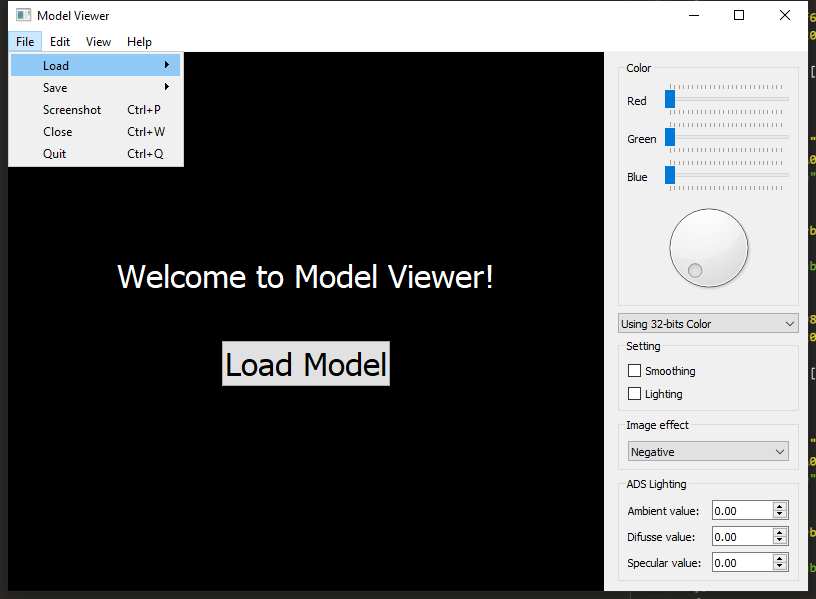 Model Viewer
File Edit View Help
Load
Save
Screenshot Ctrl+P
Close Ctrl+W
Quit Ctrl+Q
Welcome to Model Viewer!
Load Model
Color
Red
Green
Blue
Using 32-bits Color
Setting
Smoothing
Lighting
Image effect
Negative
ADS Lighting
Ambient value: 0.00
Difusse value: 0.00
Specular value: 0.00